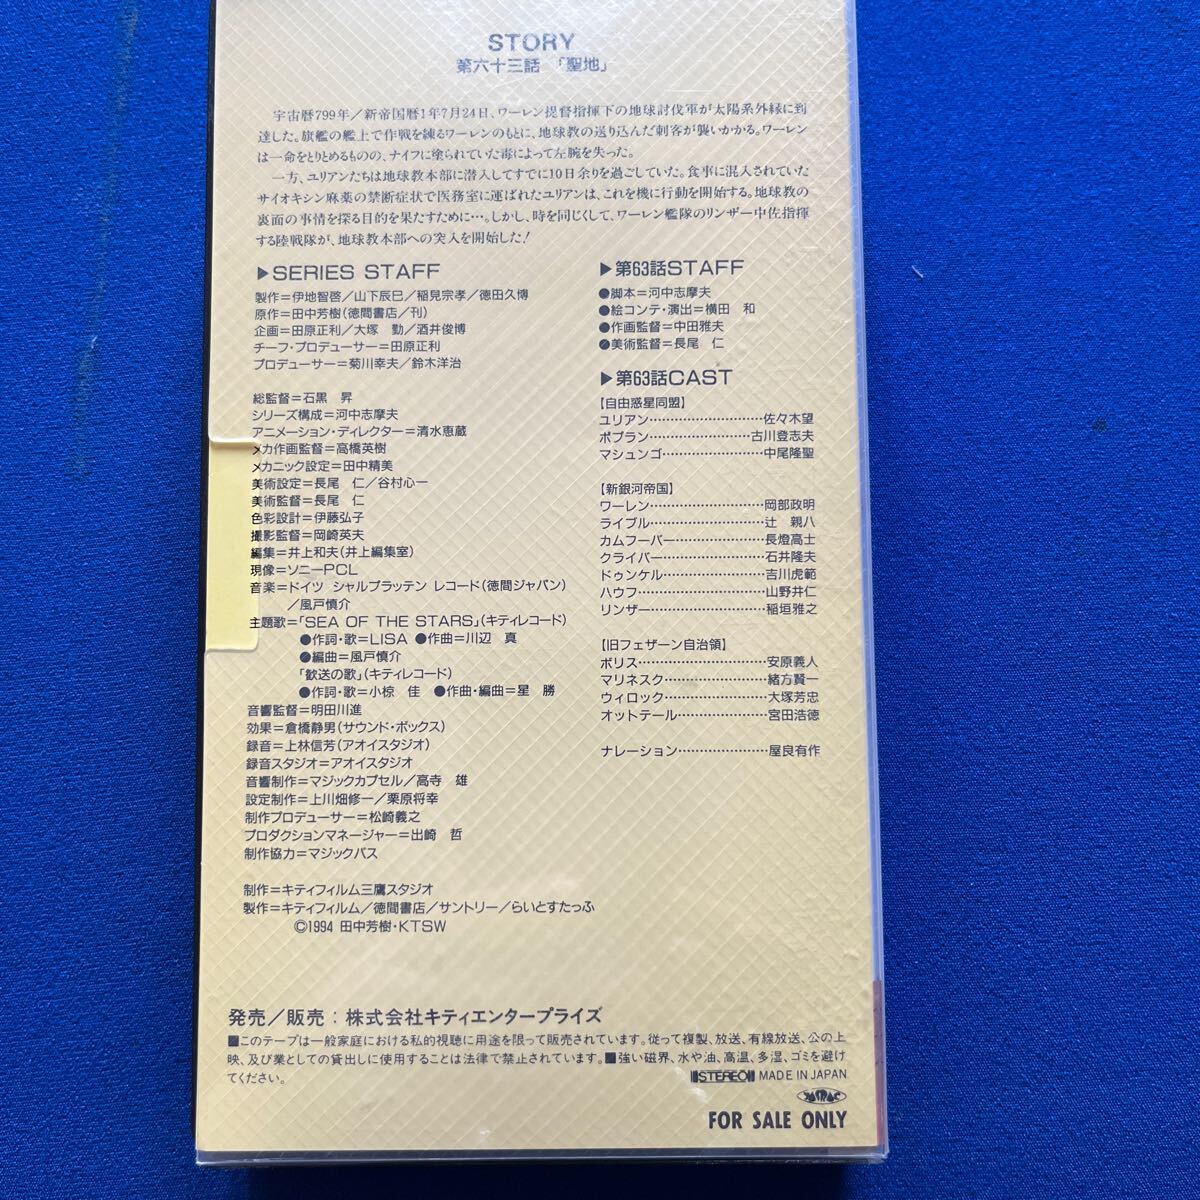 STORY
第六十三話 「聖地」
宇宙暦799年／新帝国暦1年7月24日、ワーレン提督指揮下の地球討伐軍が太陽系外縁に到
達した。旗艦の艦上で作戦を練るワーレンのもとに、地球教の送り込んだ刺客が襲いかかる。ワーレン
は一命をとりとめるものの、ナイフに塗られていた毒によって左腕を失った。
一方、ユリアンたちは地球教本部に潜入してすでに10日余りを過ごしていた。食事に混入されていた
サイオキシン麻薬の禁断症状で医務室に運ばれたユリアンは、これを機に行動を開始する。地球教の
裏面の事情を探る目的を果たすために…。しかし、時を同じくして、ワーレン艦隊のリンザー中佐指揮
する陸戦隊が、地球教本部への突入を開始した!
▶SERIES STAFF
製作＝伊地智啓／山下辰巳／稲見宗孝／徳田久博
原作＝田中芳樹(徳間書店／刊)
企画＝田原正利／大塚 勤／酒井俊博
チーフ・プロデューサー＝田原正利
プロデューサー＝菊川幸夫／鈴木洋治
総監督＝石黒 昇
シリーズ構成＝河中志摩夫
アニメーション・ディレクター＝清水恵蔵
メカ作画監督＝高橋英樹
メカニック設定＝田中精美
美術設定＝長尾 仁／谷村心一
美術監督＝長尾 仁
色彩設計＝伊藤弘子
撮影監督＝岡崎英夫
編集＝井上和夫(井上編集室)
現像＝ソニーPCL
音楽＝ドイツ シャルプラッテン レコード(徳間ジャパン)
／風戸慎介
主題歌＝「SEA OF THE STARS」(キティレコード)
●作詞・歌＝LISA ●作曲＝川辺 真
●編曲＝風戸慎介
「歓送の歌」(キティレコード)
●作詞・歌＝小椋 佳 ●作曲・編曲＝星 勝
音響監督＝明田川進
効果＝倉橋静男(サウンド・ボックス)
録音＝上林信芳(アオイスタジオ)
録音スタジオ＝アオイスタジオ
音響制作＝マジックカプセル／高寺 雄
設定制作＝上川畑修一／栗原将幸
制作プロデューサー＝松崎義之
プロダクションマネージャー＝出崎 哲
制作協力＝マジックバス
制作＝キティフィルム三鷹スタジオ
製作＝キティフィルム／徳間書店／サントリー／らいとすたっふ
©1994 田中芳樹・KTSW
▶第63話STAFF
●脚本＝河中志摩夫
●絵コンテ・演出＝横田 和
●作画監督＝中田雅夫
●美術監督＝長尾 仁
▶第63話CAST
【自由惑星同盟】
ユリアン…………………………佐々木望
ポプラン…………………………古川登志夫
マシュンゴ………………………中尾隆聖
【新銀河帝国】
ワーレン…………………………岡部政明
ライブル…………………………辻 親八
カムフーバー……………………長燈高士
クライバー………………………石井隆夫
ドゥンケル………………………吉川虎範
ハウフ……………………………山野井仁
リンザー…………………………稲垣雅之
【旧フェザーン自治領】
ボリス……………………………安原義人
マリネスク………………………緒方賢一
ウィロック………………………大塚芳忠
オットテール……………………宮田浩徳
ナレーション……………………屋良有作
発売／販売：株式会社キティエンタープライズ
■このテープは一般家庭における私的視聴に用途を限って販売されています。従って複製、放送、有線放送、公の上
映、及び業としての貸出しに使用することは法律で禁止されています。■強い磁界、水や油、高温、多湿、ゴミを避け
てください。
STEREO MADE IN JAPAN
FOR SALE ONLY